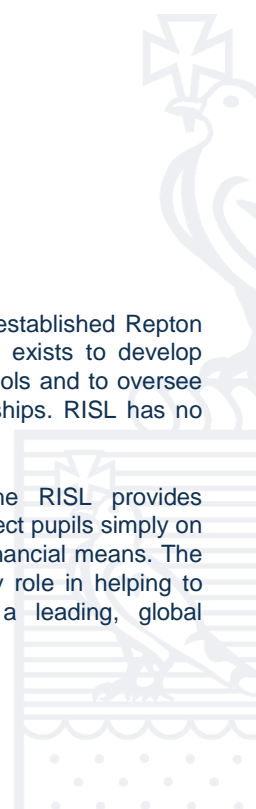 established Repton
exists to develop
ols and to oversee
ships. RISL has no
ne RISL provides
ect pupils simply on
nancial means. The
y role in helping to
a leading, global